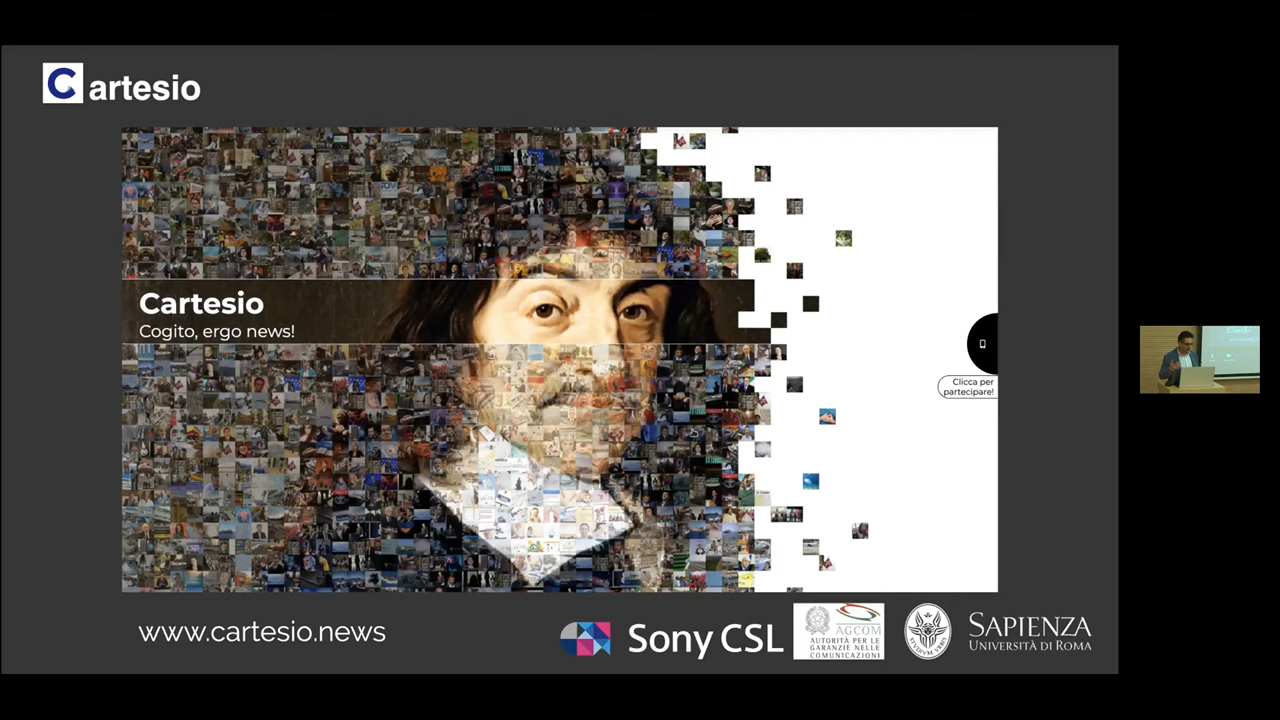 Cartesio
Cartesio
Cogito, ergo news!
Clicca per
partecipare!
www.cartesio.news
Sony CSL
AGCOM
AUTORITÀ PER LE
GARANZIE NELLE
COMUNICAZIONI
SAPIENZA
UNIVERSITÀ DI ROMA